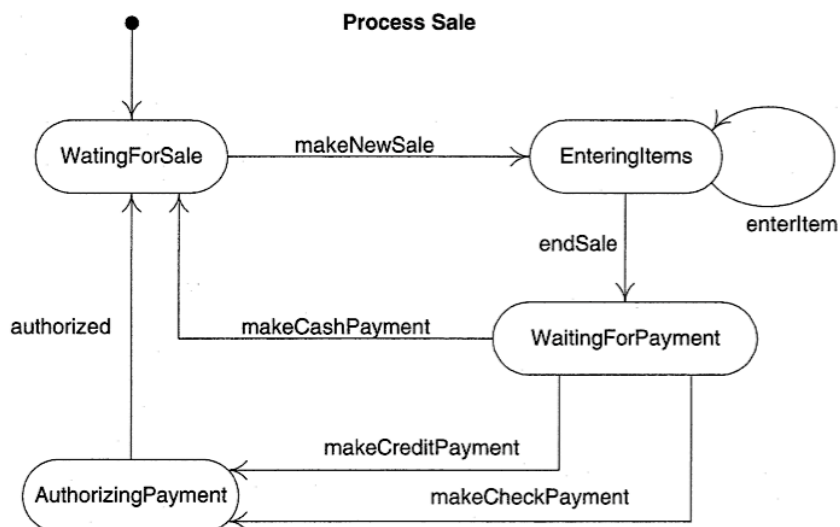 Process Sale
WatingForSale
makeNewSale
EnteringItems
enterItem
endSale
authorized
makeCashPayment
WaitingForPayment
makeCreditPayment
AuthorizingPayment
makeCheckPayment